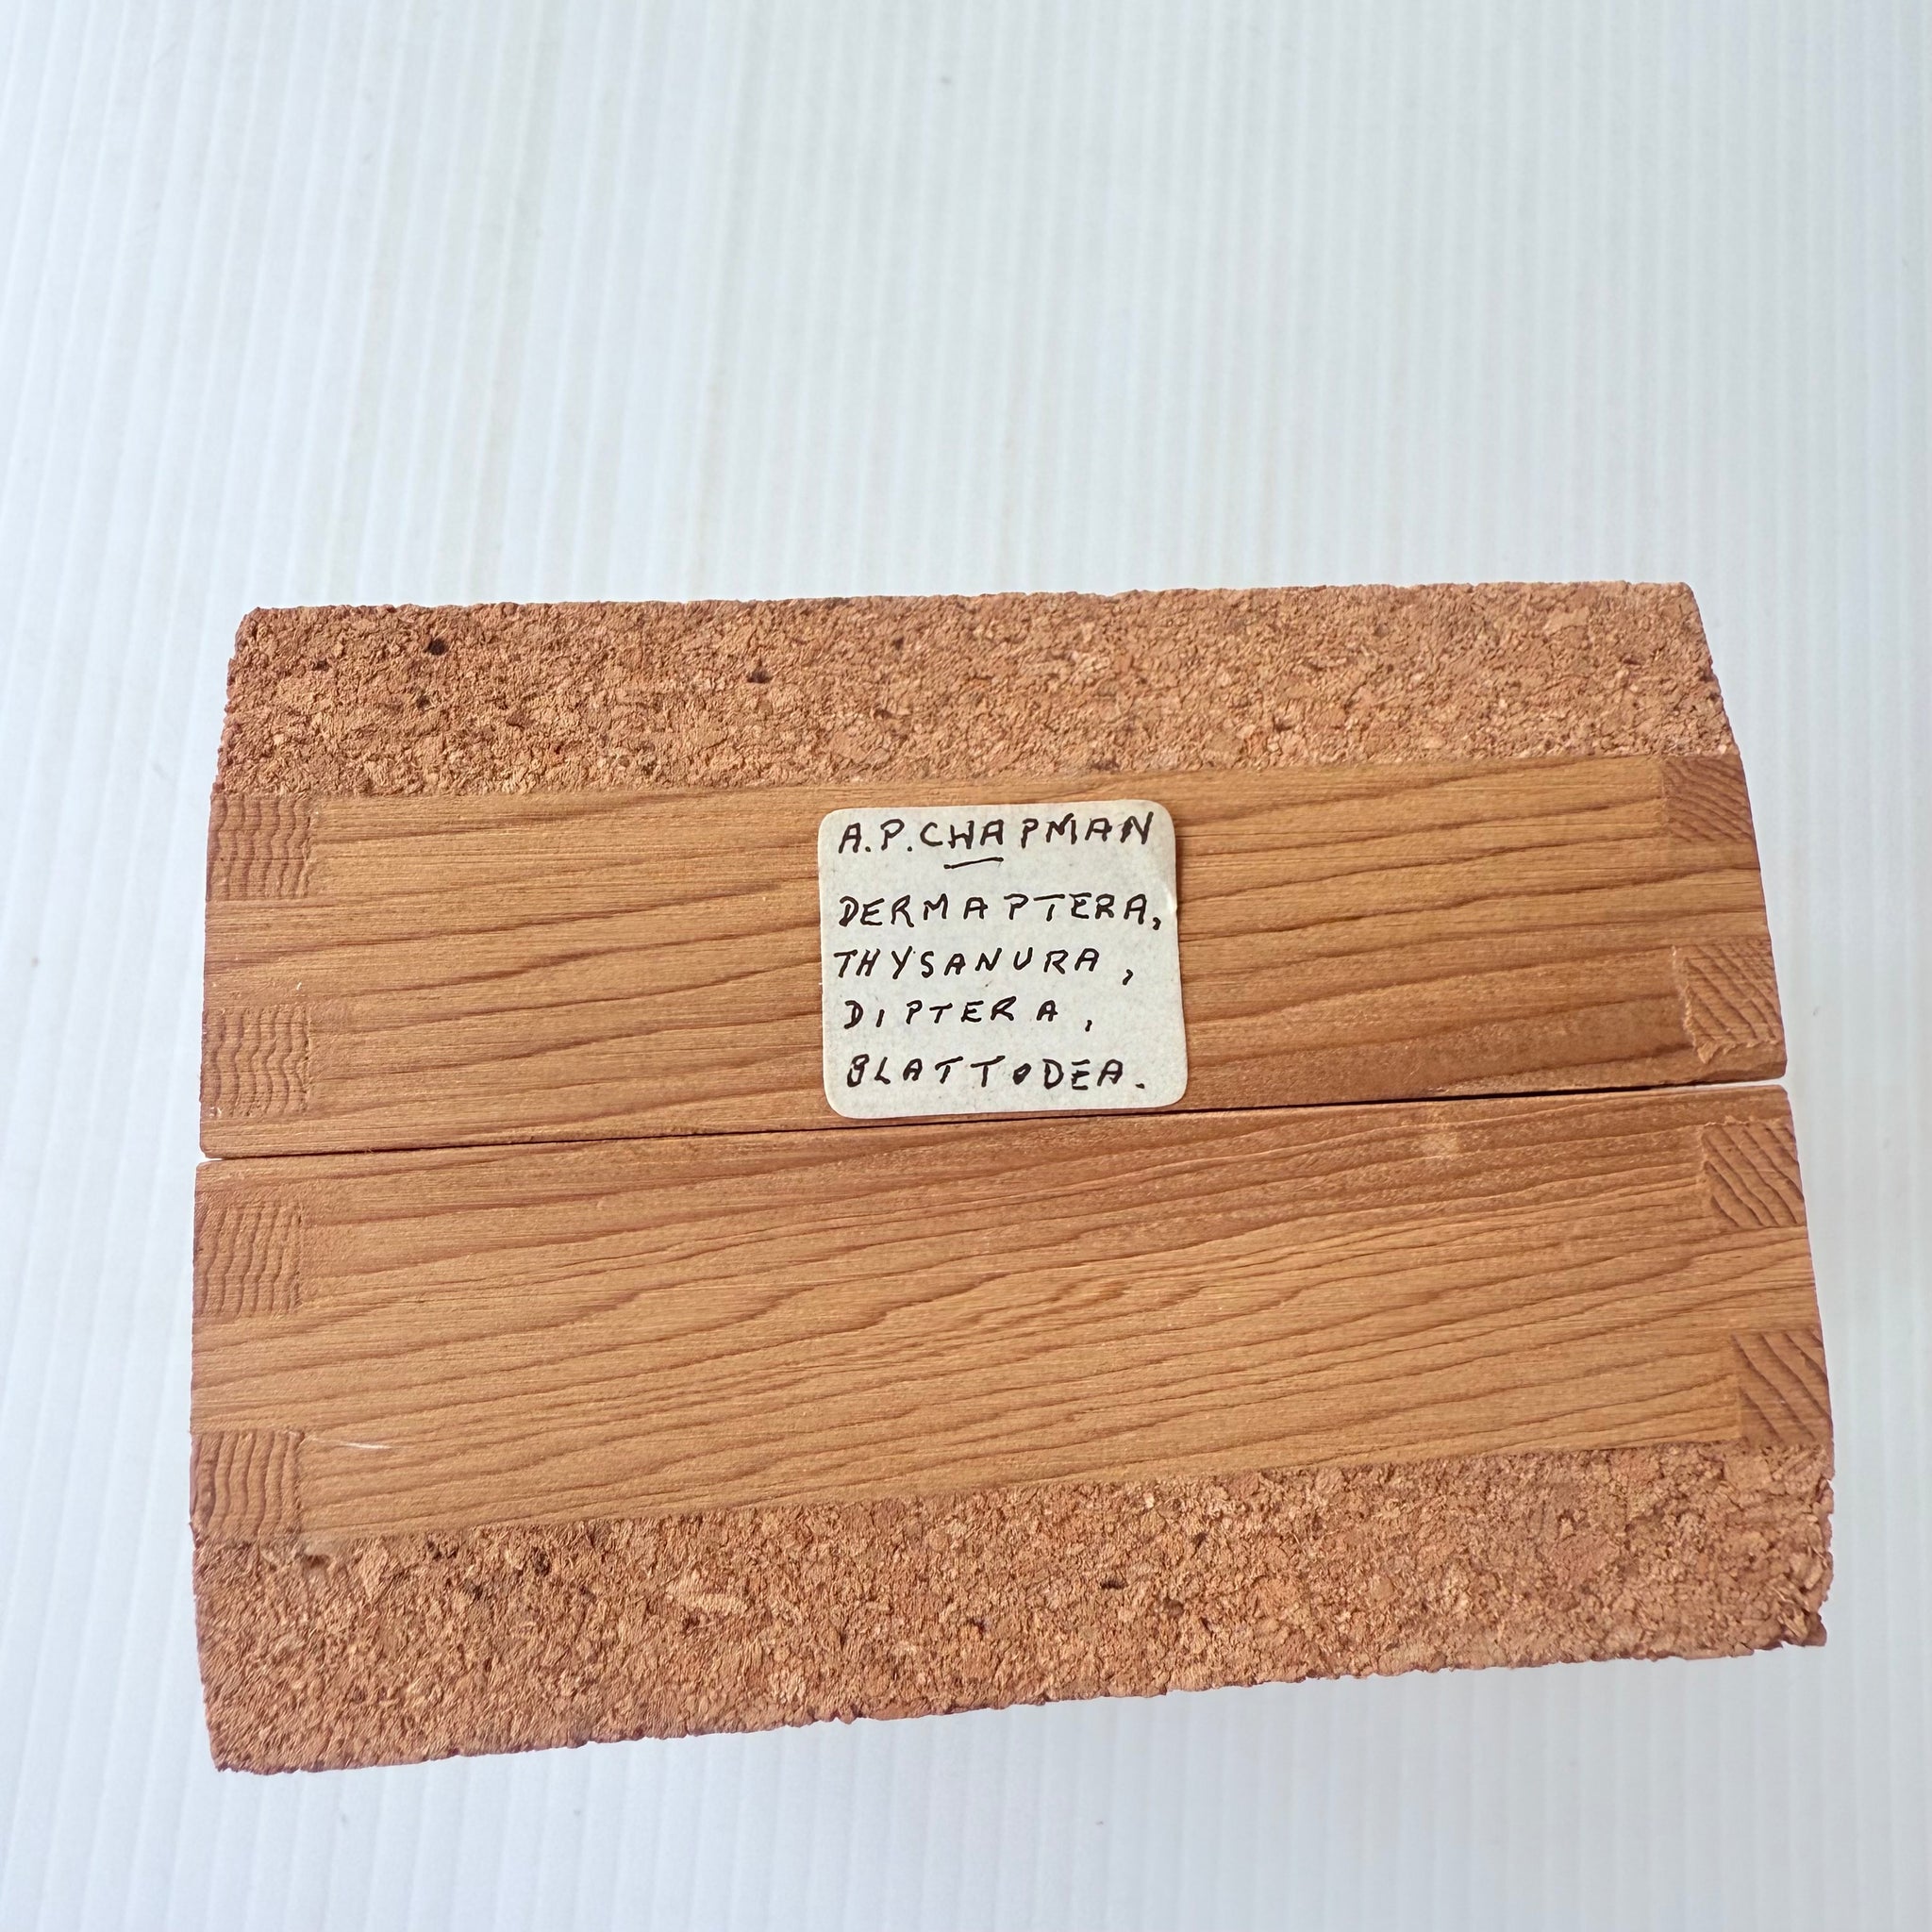 A.P.CHAPMAN
DERMAPTERA,
THYSANURA,
DIPTERA,
BLATTODEA.